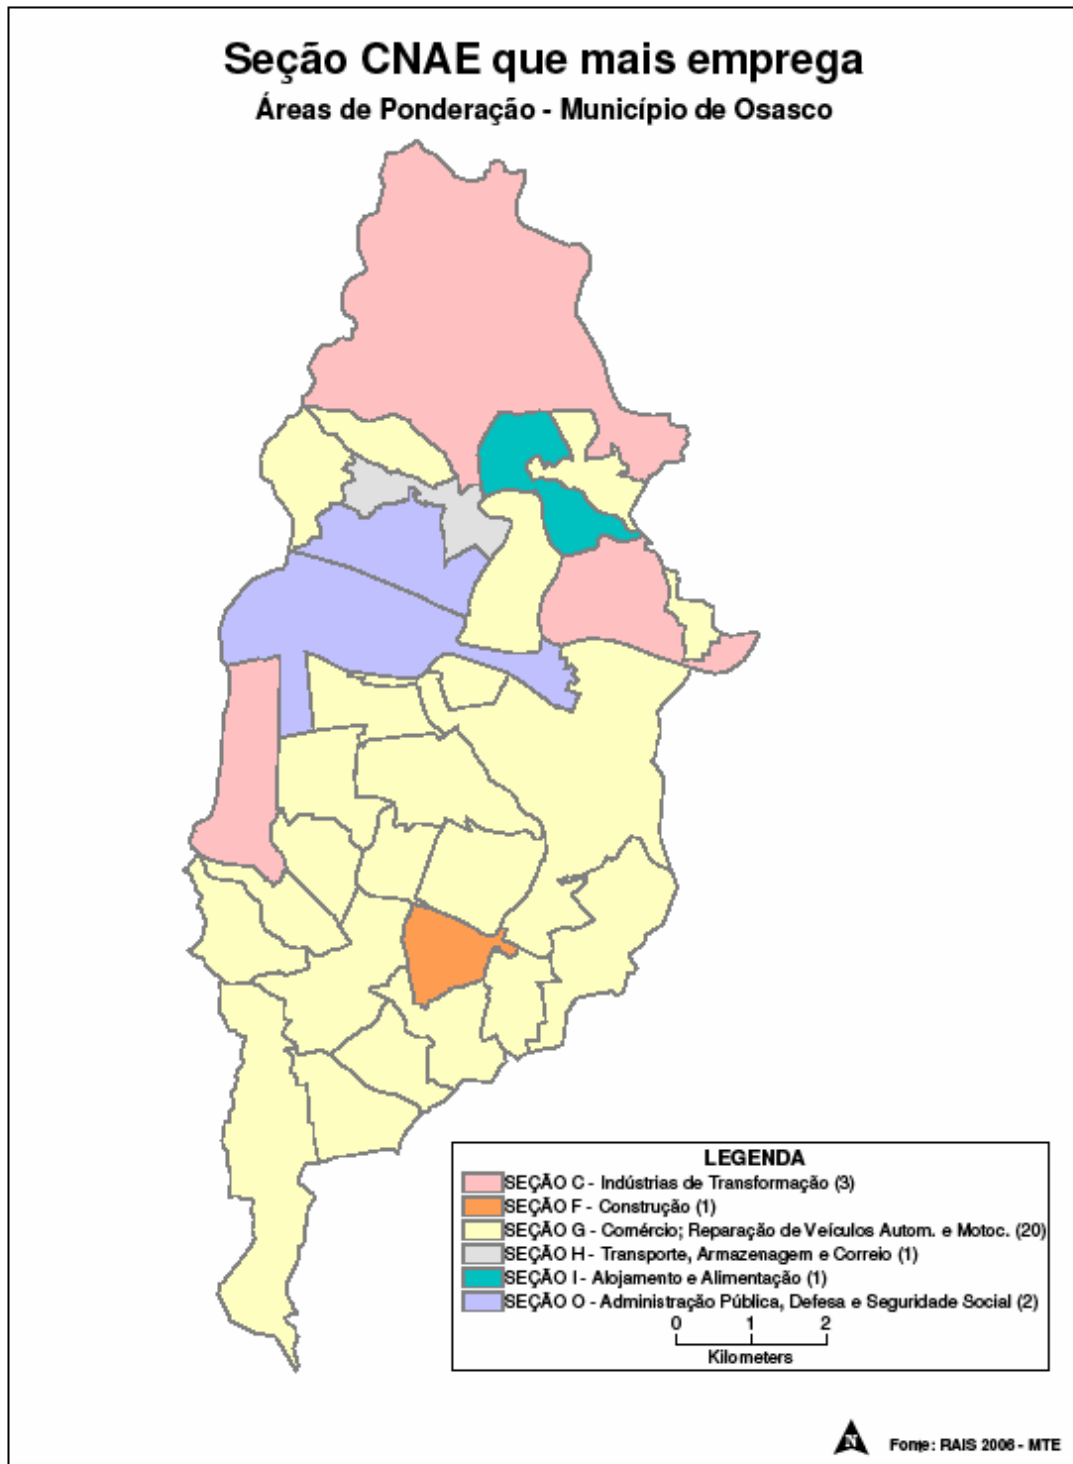 Seção CNAE que mais emprega
Áreas de Ponderação - Município de Osasco
LEGENDA
SEÇÃO C - Indústrias de Transformação (3)
SEÇÃO F - Construção (1)
SEÇÃO G - Comércio; Reparação de Veículos Autom. e Motoc. (20)
SEÇÃO H - Transporte, Armazenagem e Correio (1)
SEÇÃO I - Alojamento e Alimentação (1)
SEÇÃO O - Administração Pública, Defesa e Seguridade Social (2)
0 1 2
Kilometers
N
Fonte: RAIS 2006 - MTE